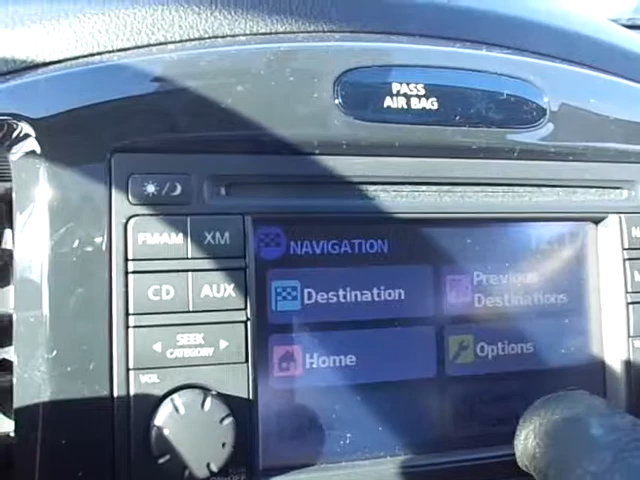 PASS
AIR BAG
FM·AM XM
NAVIGATION
CD AUX
Destination
Previous
Destinations
SEEK
CATEGORY
Home
Options
VOL